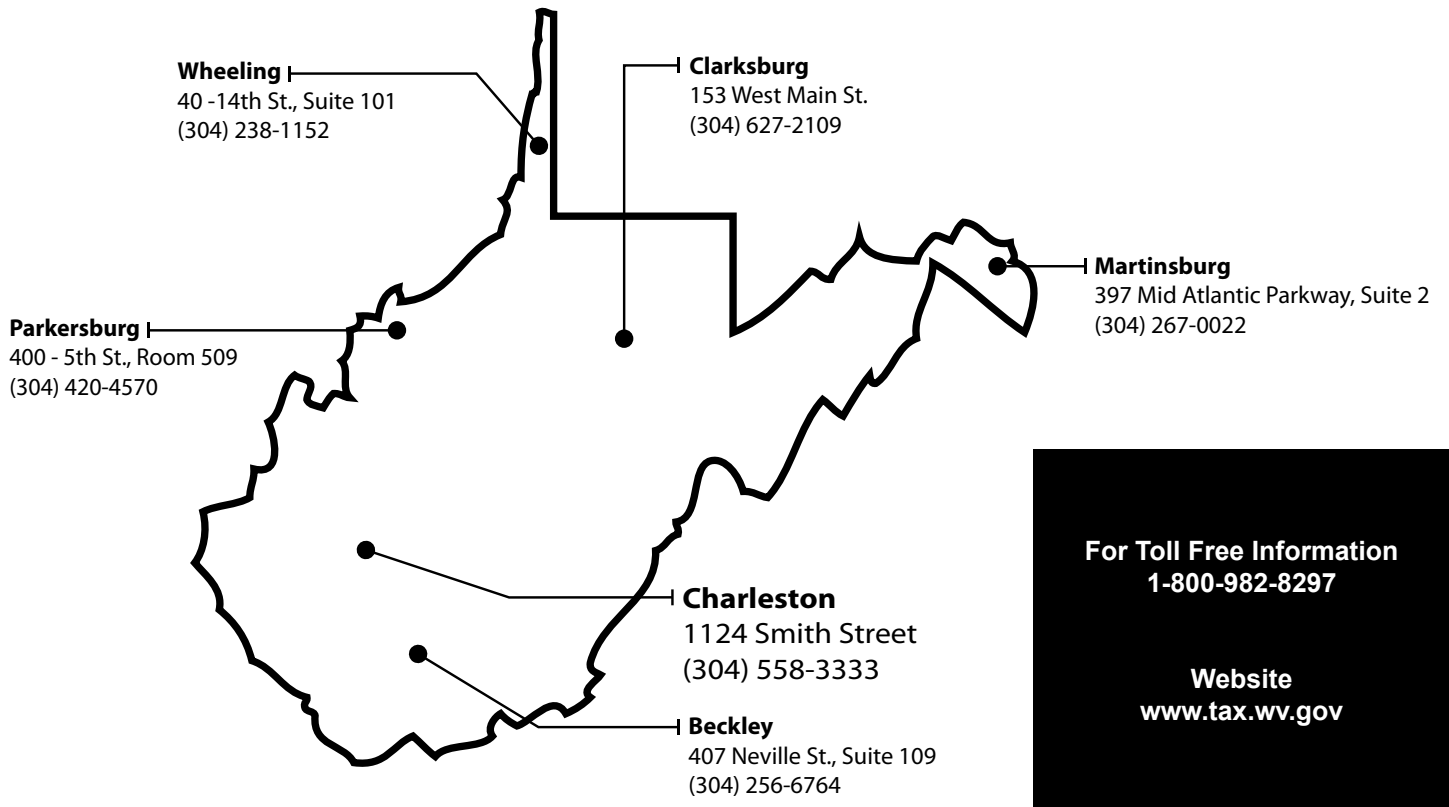 Wheeling
40 -14th St., Suite 101
(304) 238-1152
Clarksburg
153 West Main St.
(304) 627-2109
Martinsburg
397 Mid Atlantic Parkway, Suite 2
(304) 267-0022
Parkersburg
400 - 5th St., Room 509
(304) 420-4570
Charleston
1124 Smith Street
(304) 558-3333
Beckley
407 Neville St., Suite 109
(304) 256-6764
For Toll Free Information
1-800-982-8297
Website
www.tax.wv.gov